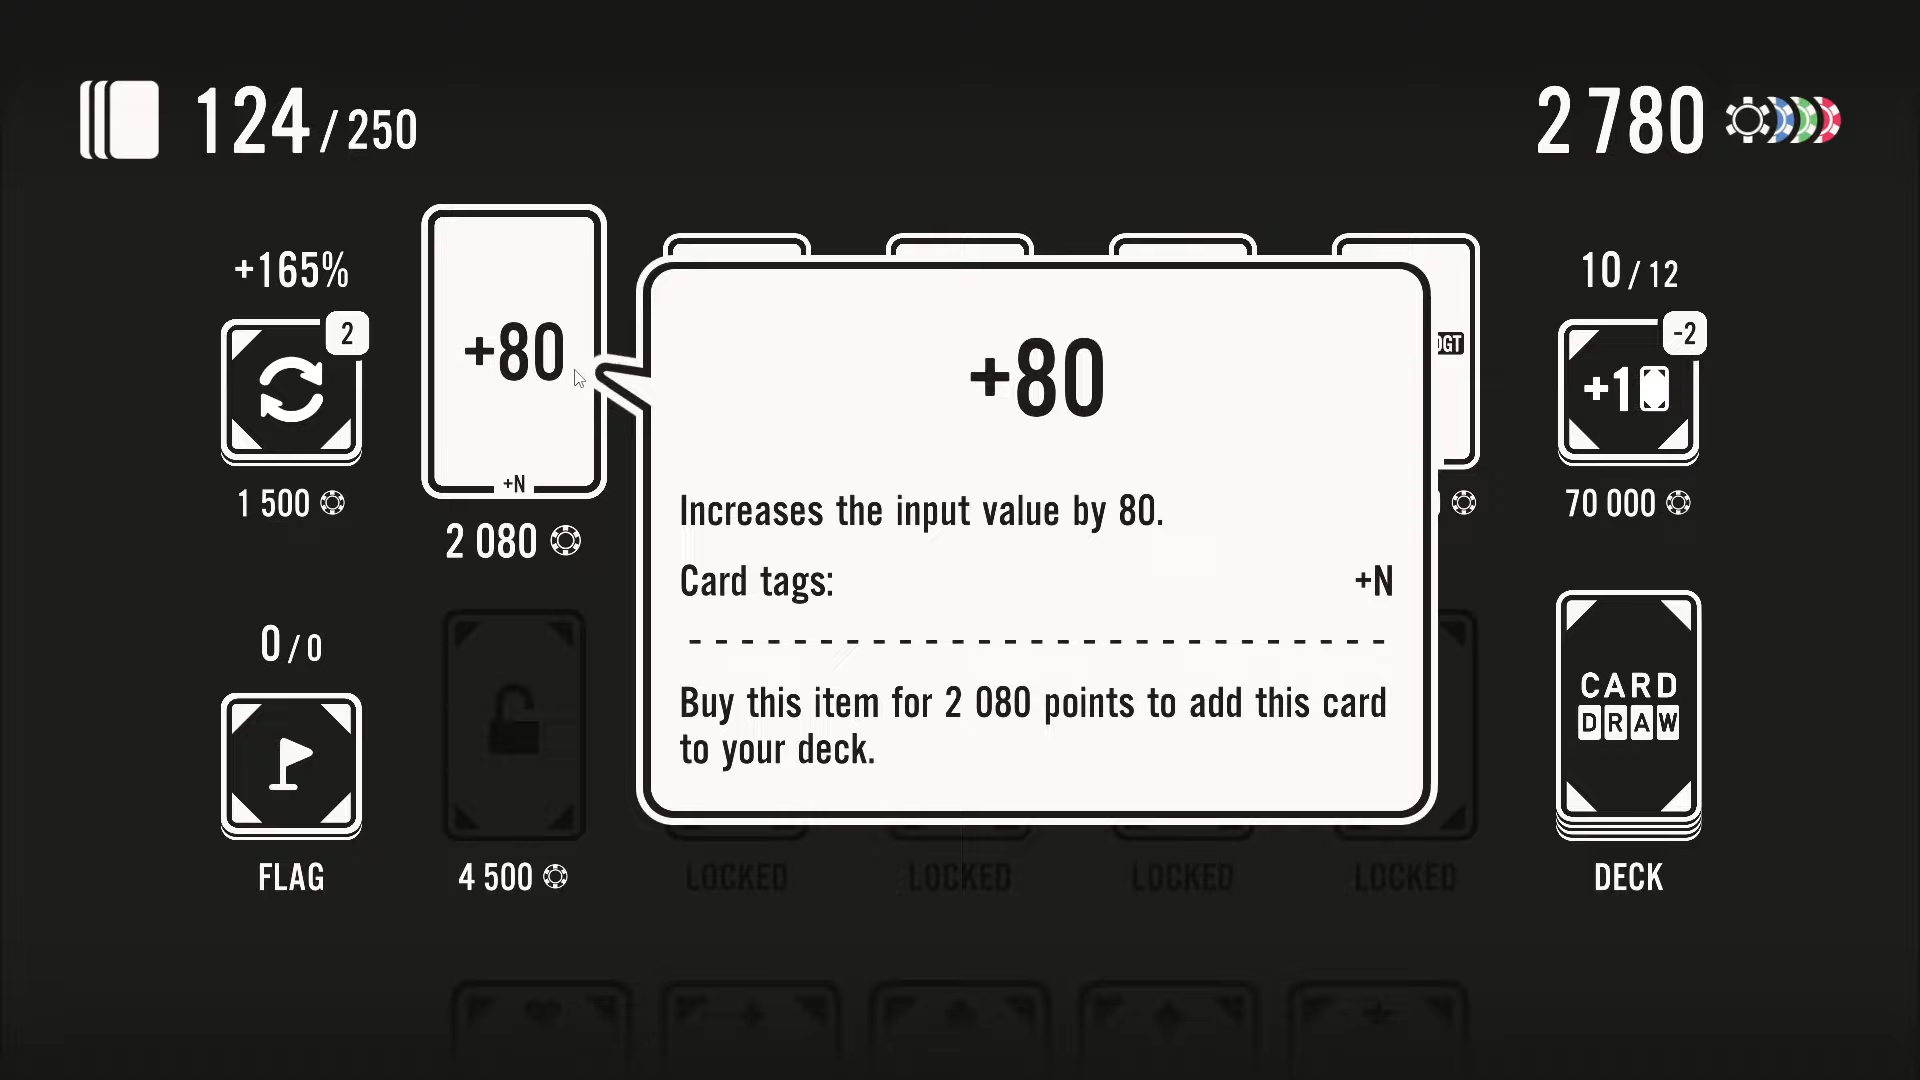 124/250
2 780
+165%
2
1 500
+80
+N
2 080
+80
Increases the input value by 80.
Card tags: +N
Buy this item for 2 080 points to add this card
to your deck.
10/12
-2
+1
70 000
0/0
FLAG
4 500
LOCKED
LOCKED
LOCKED
LOCKED
CARD
DRAW
DECK